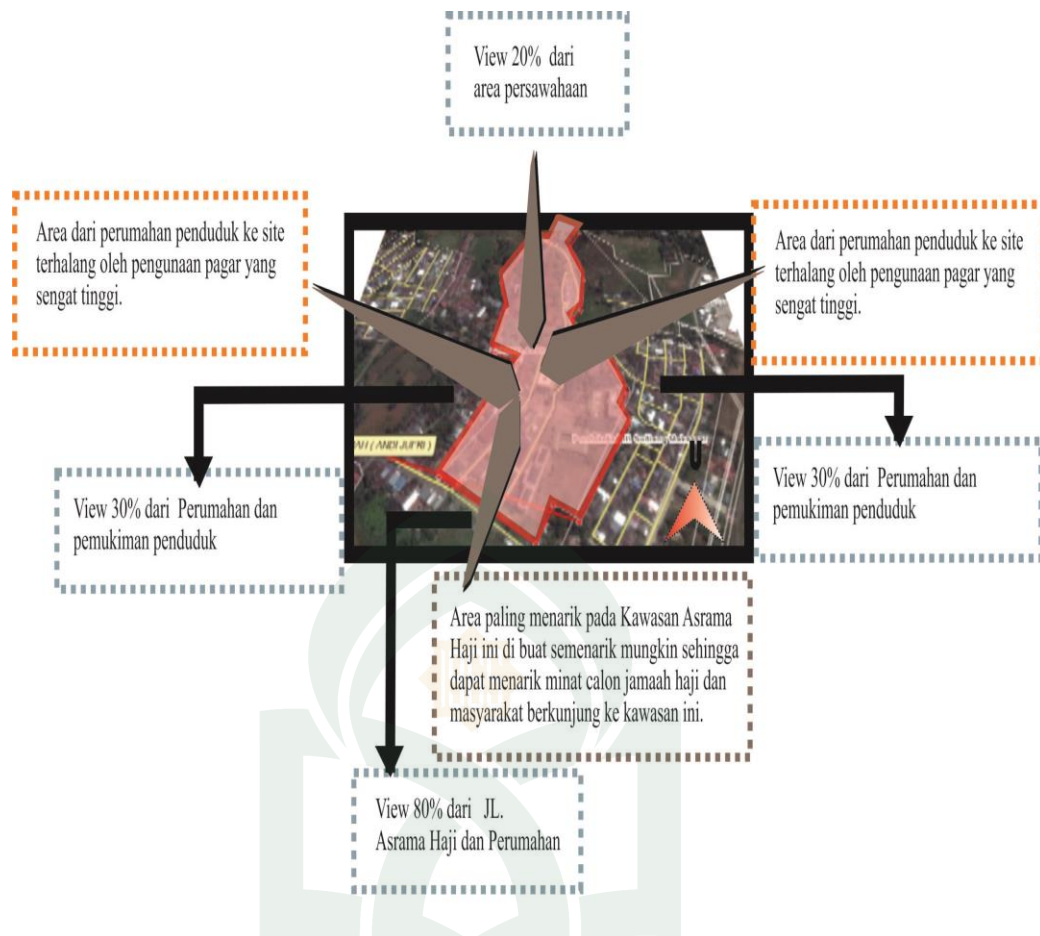 View 20% dari
area persawahaan
Area dari perumahan penduduk ke site
terhalang oleh pengunaan pagar yang
sengat tinggi.
Area dari perumahan penduduk ke site
terhalang oleh pengunaan pagar yang
sengat tinggi.
AH ( ANDI JUFRI )
U
View 30% dari Perumahan dan
pemukiman penduduk
View 30% dari Perumahan dan
pemukiman penduduk
Area paling menarik pada Kawasan Asrama
Haji ini di buat semenarik mungkin sehingga
dapat menarik minat calon jamaah haji dan
masyarakat berkunjung ke kawasan ini.
View 80% dari JL.
Asrama Haji dan Perumahan